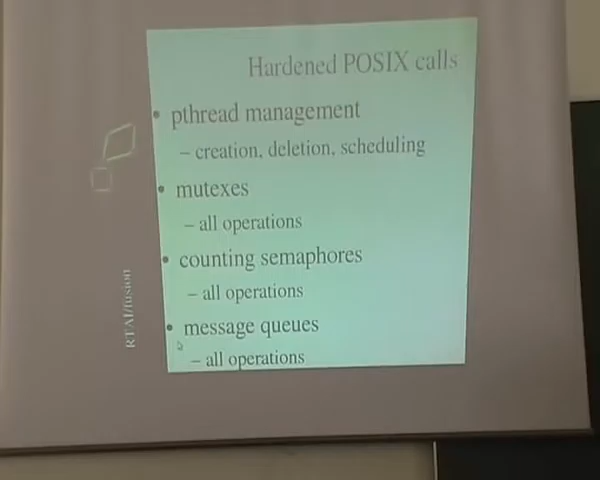 Hardened POSIX calls
• pthread management
– creation, deletion, scheduling
• mutexes
– all operations
• counting semaphores
– all operations
• message queues
– all operations
RTAI/fusion